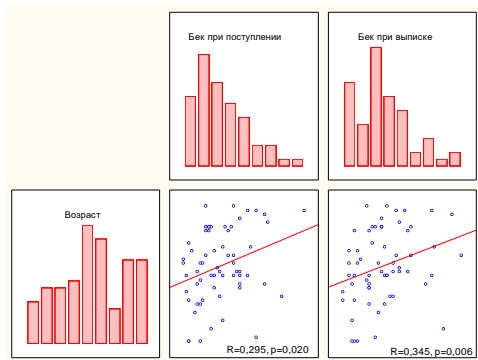 Бек при поступлении
Бек при выписке
Возраст
R=0,295, p=0,020
R=0,345, p=0,006